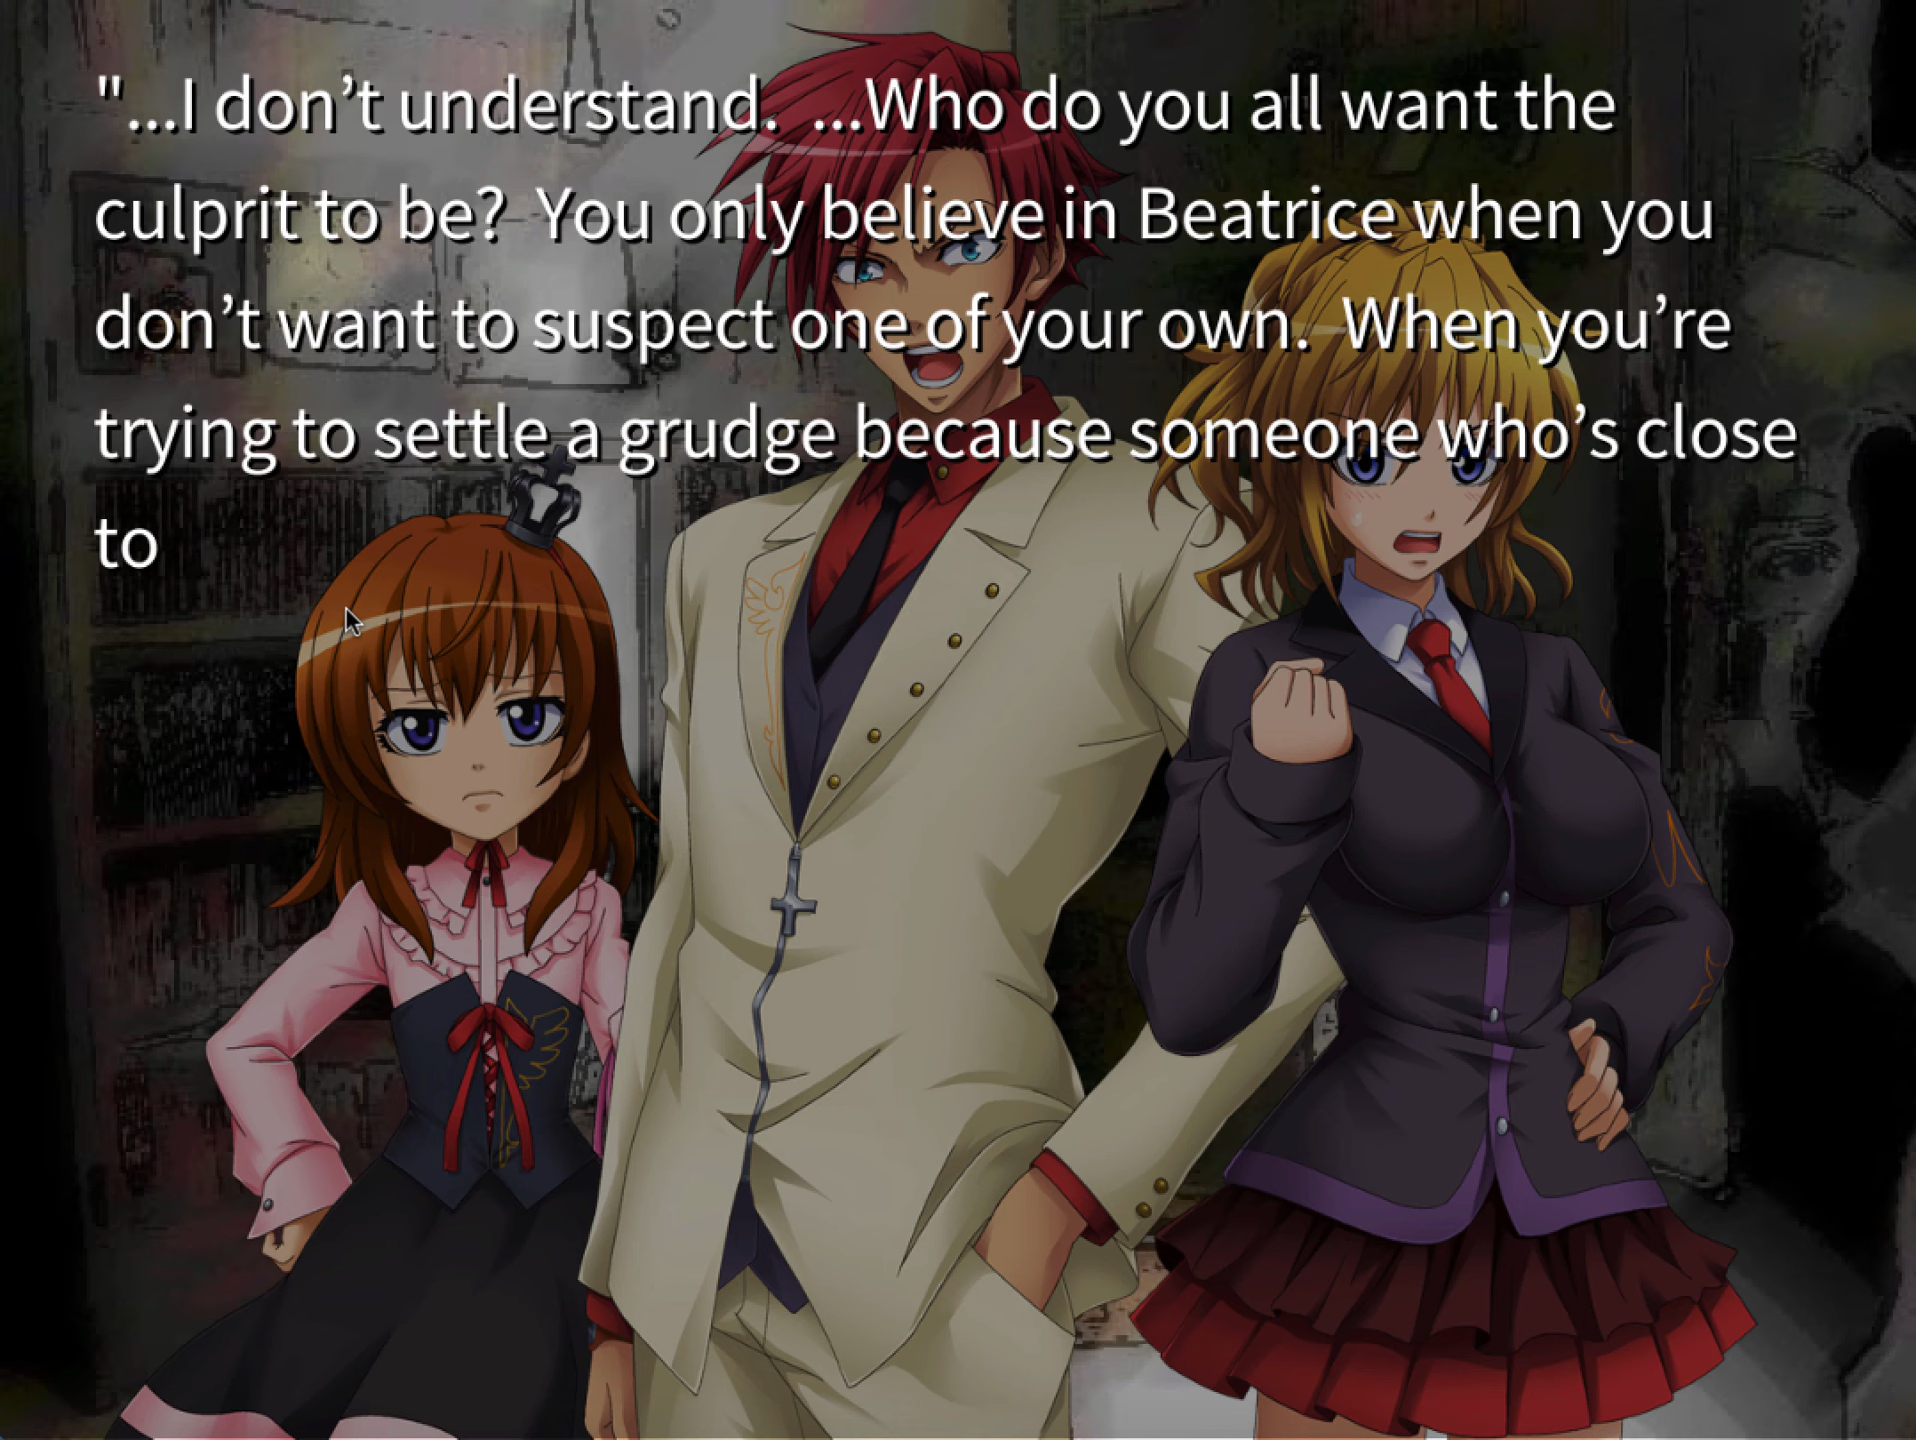 "...I don’t understand.  ...Who do you all want the
culprit to be?  You only believe in Beatrice when you
don’t want to suspect one of your own.  When you’re
trying to settle a grudge because someone who’s close
to